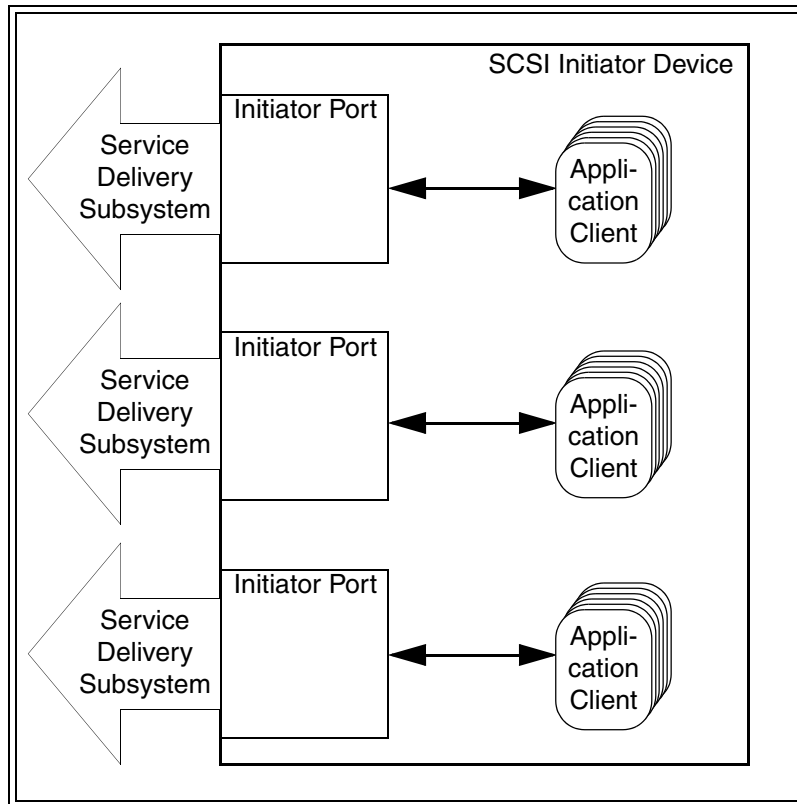 SCSI Initiator Device
Initiator Port
Service
Delivery
Subsystem
Appli-
cation
Client
Initiator Port
Service
Delivery
Subsystem
Appli-
cation
Client
Initiator Port
Service
Delivery
Subsystem
Appli-
cation
Client